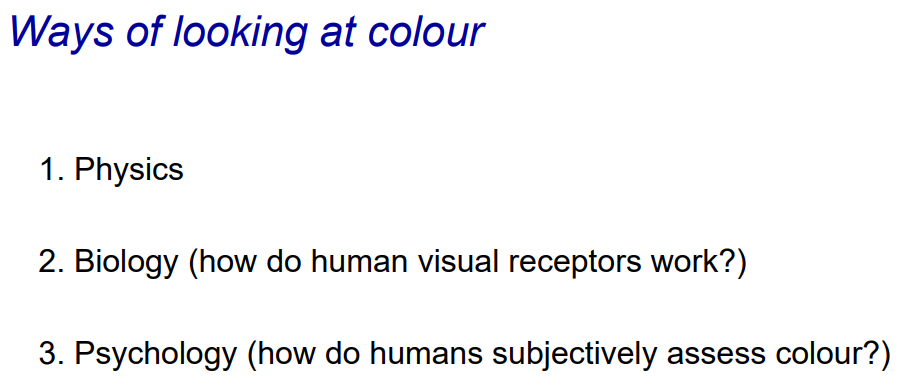 Ways of looking at colour
1. Physics
2. Biology (how do human visual receptors work?)
3. Psychology (how do humans subjectively assess colour?)